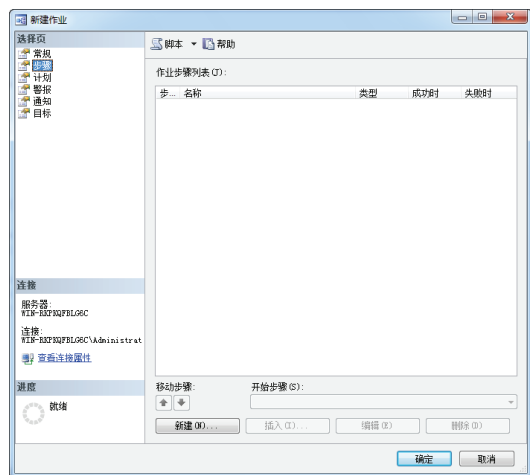 新建作业
选择页
常规
步骤
计划
警报
通知
目标
脚本 帮助
作业步骤列表(T):
步... 名称 类型 成功时 失败时
连接
服务器:
WIN-RKPKQFBLG6C
连接:
WIN-RKPKQFBLG6C\Administrat
查看连接属性
进度
就绪
移动步骤: 开始步骤(S):
新建(N)... 插入(I)... 编辑(E) 删除(D)
确定 取消